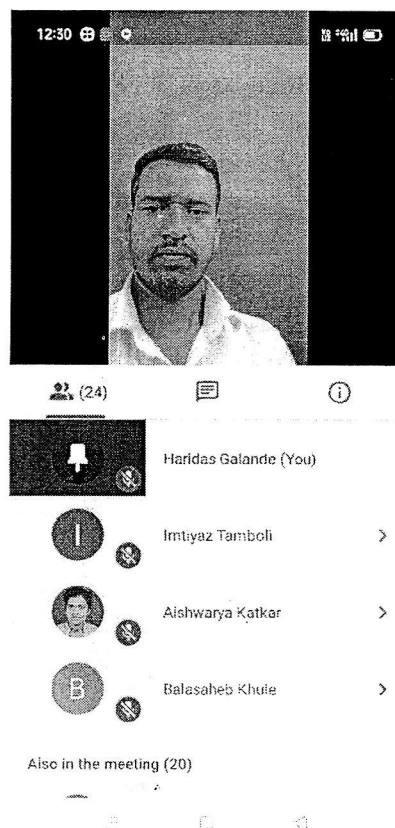 12:30
(24)
Haridas Galande (You)
I
Imtiyaz Tamboli
Aishwarya Katkar
B
Balasaheb Khule
Also in the meeting (20)